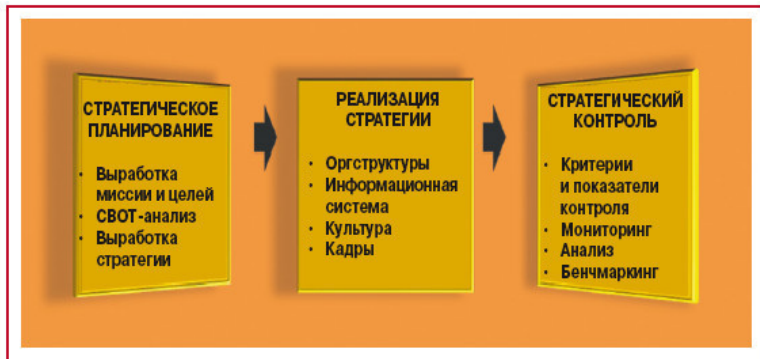 СТРАТЕГИЧЕСКОЕ
ПЛАНИРОВАНИЕ
· Выработка
миссии и целей
· СВОТ-анализ
· Выработка
стратегии
РЕАЛИЗАЦИЯ
СТРАТЕГИИ
· Оргструктуры
· Информационная
система
· Культура
· Кадры
СТРАТЕГИЧЕСКИЙ
КОНТРОЛЬ
· Критерии
и показатели
контроля
· Мониторинг
· Анализ
· Бенчмаркинг